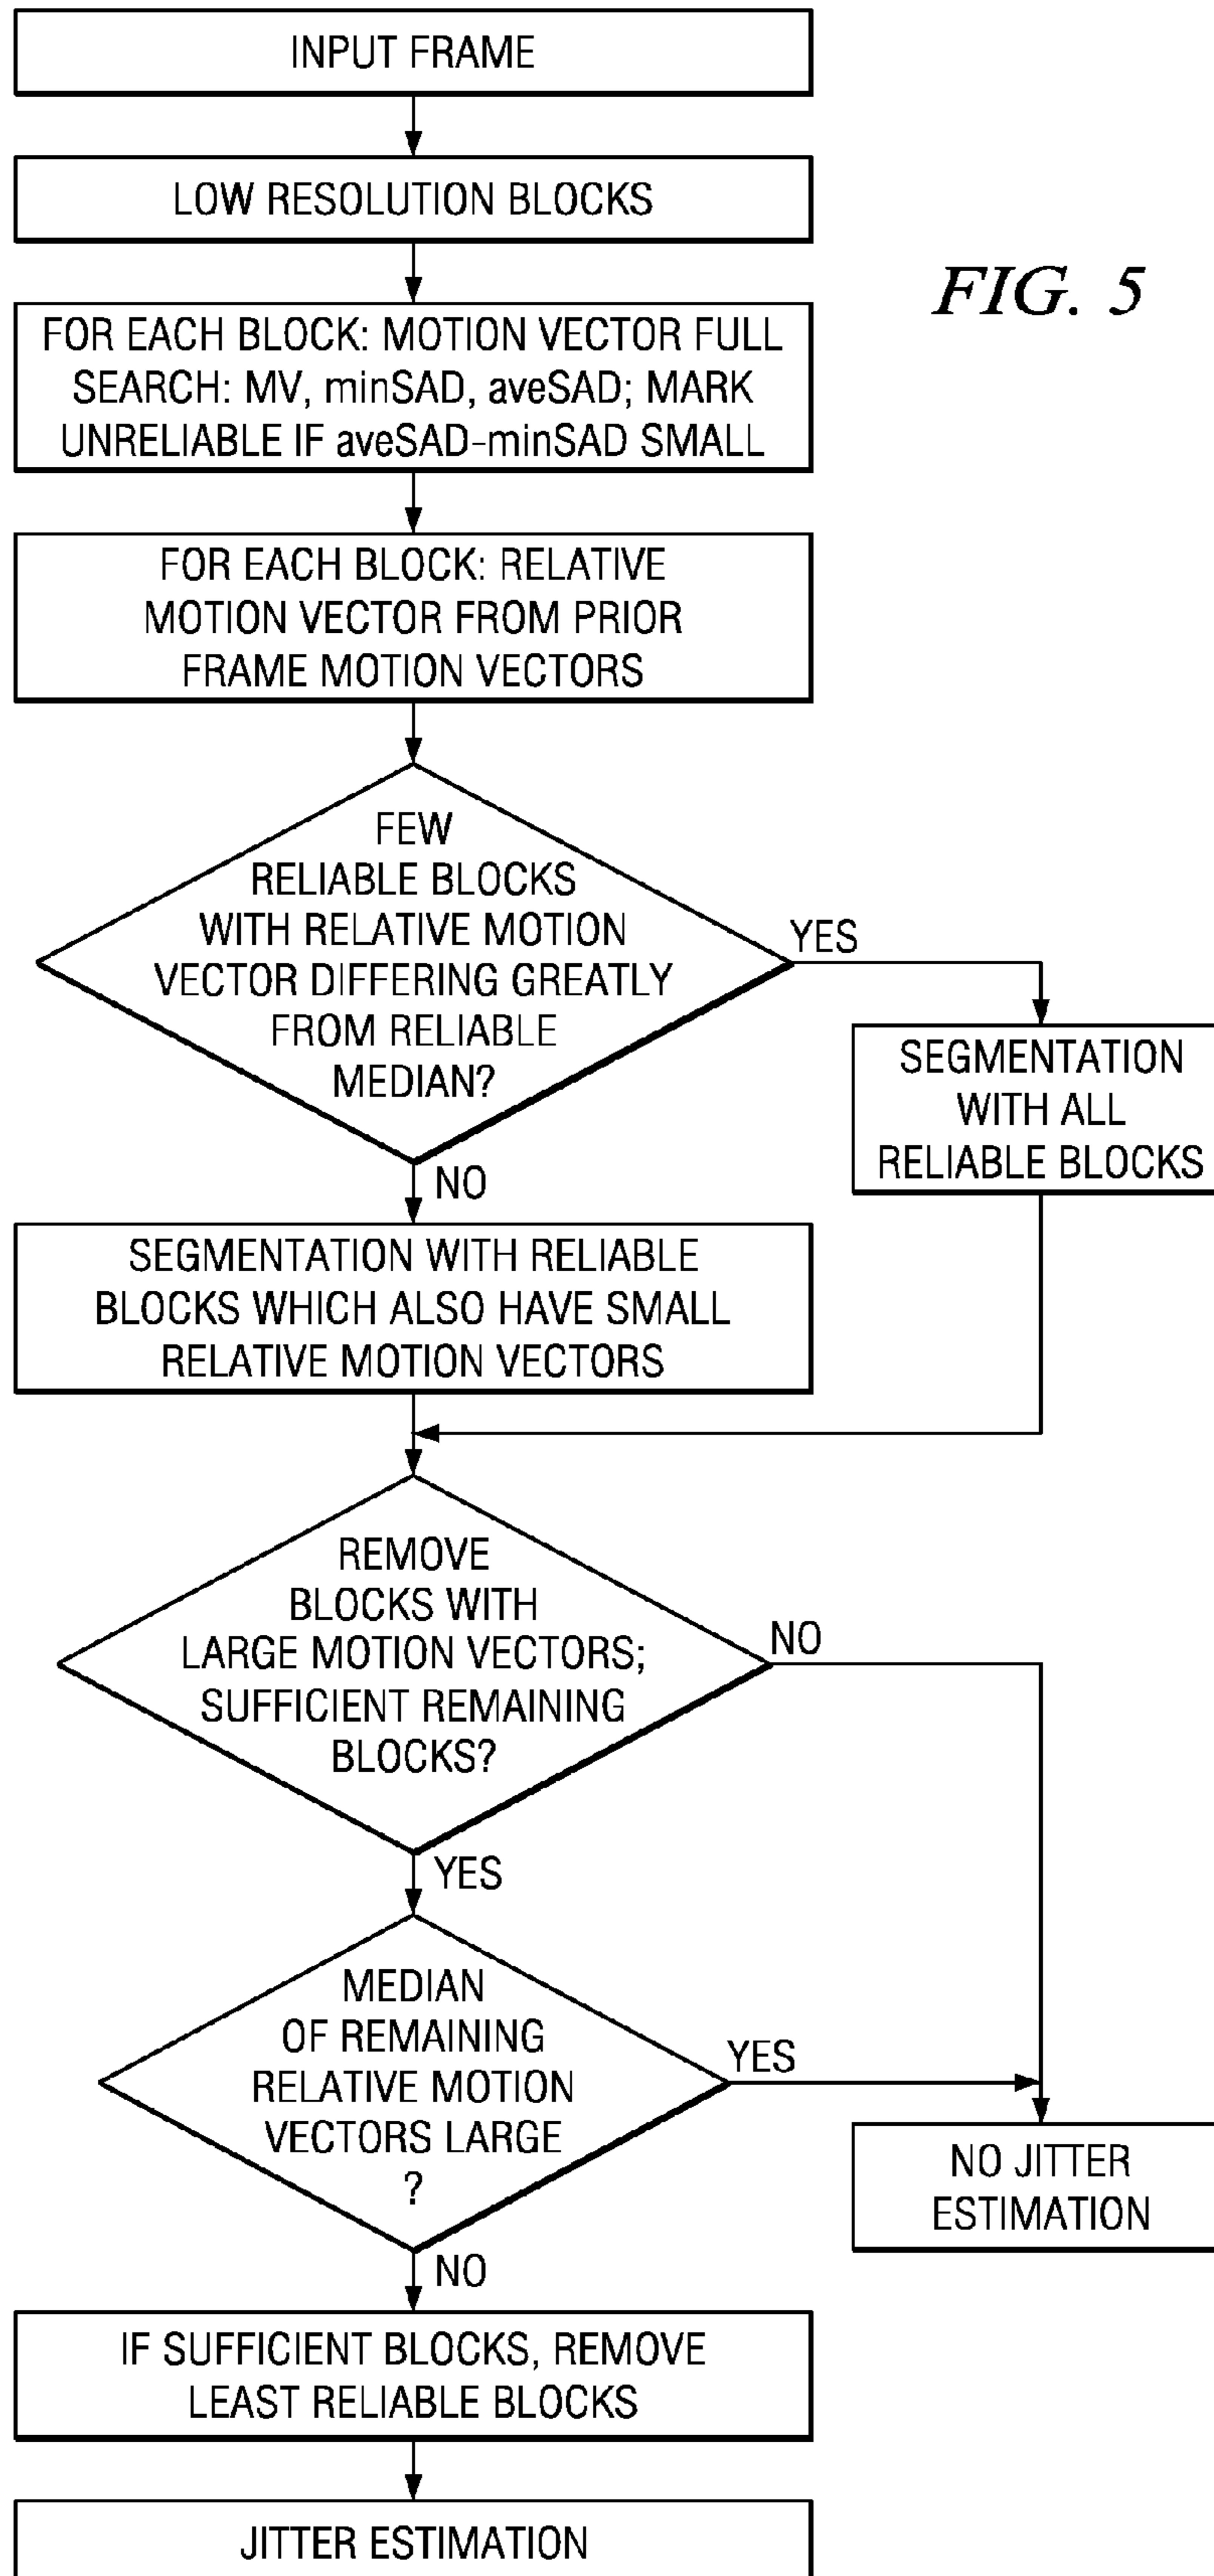 INPUT FRAME
LOW RESOLUTION BLOCKS
FIG. 5
FOR EACH BLOCK: MOTION VECTOR FULL
SEARCH: MV, minSAD, aveSAD; MARK
UNRELIABLE IF aveSAD-minSAD SMALL
FOR EACH BLOCK: RELATIVE
MOTION VECTOR FROM PRIOR
FRAME MOTION VECTORS
FEW
RELIABLE BLOCKS
WITH RELATIVE MOTION
VECTOR DIFFERING GREATLY
FROM RELIABLE
MEDIAN?
YES
SEGMENTATION
WITH ALL
RELIABLE BLOCKS
NO
SEGMENTATION WITH RELIABLE
BLOCKS WHICH ALSO HAVE SMALL
RELATIVE MOTION VECTORS
REMOVE
BLOCKS WITH
LARGE MOTION VECTORS;
SUFFICIENT REMAINING
BLOCKS?
NO
YES
MEDIAN
OF REMAINING
RELATIVE MOTION
VECTORS LARGE
?
YES
NO JITTER
ESTIMATION
NO
IF SUFFICIENT BLOCKS, REMOVE
LEAST RELIABLE BLOCKS
JITTER ESTIMATION